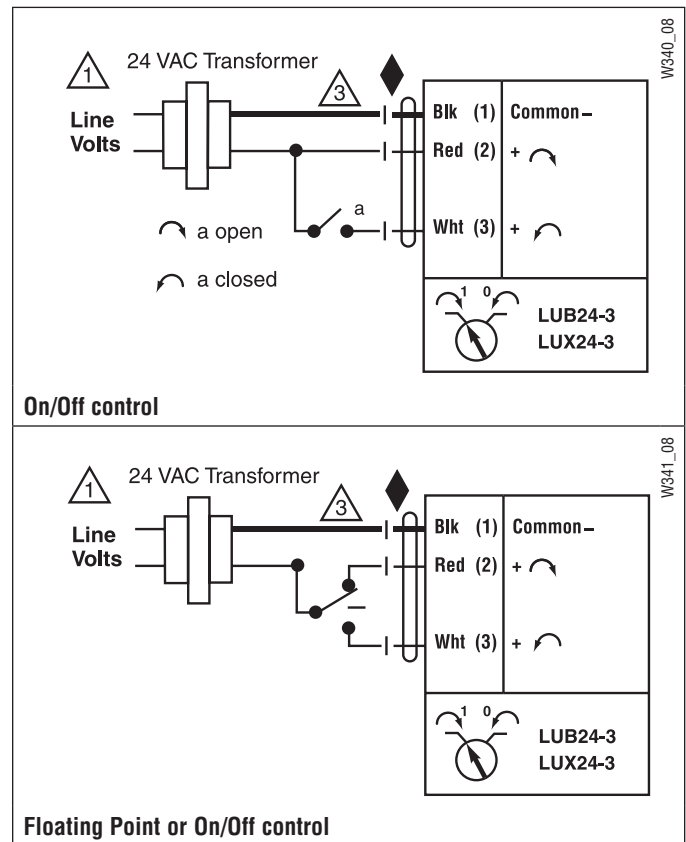 W340_08
24 VAC Transformer
1
3
Line
Volts
Blk (1) Common –
Red (2) +
a
Wht (3) +
a open
a closed
1 0
LUB24-3
LUX24-3
On/Off control
W341_08
24 VAC Transformer
1
3
Line
Volts
Blk (1) Common –
Red (2) +
Wht (3) +
1 0
LUB24-3
LUX24-3
Floating Point or On/Off control